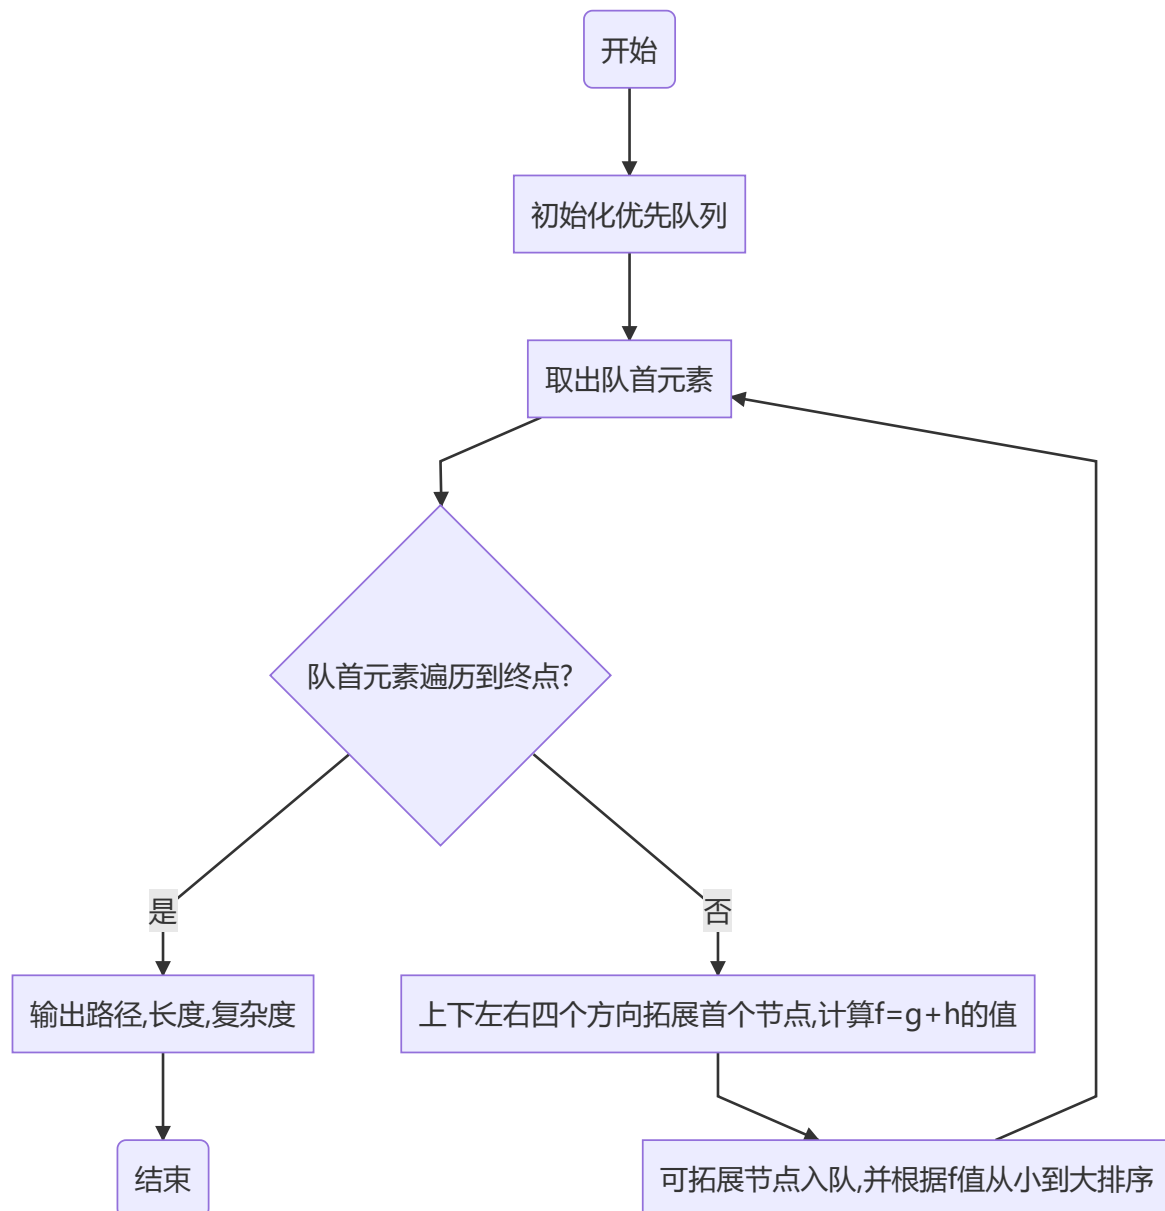 开始
初始化优先队列
取出队首元素
队首元素遍历到终点?
是
否
输出路径,长度,复杂度
上下左右四个方向拓展首个节点,计算f=g+h的值
结束
可拓展节点入队,并根据f值从小到大排序